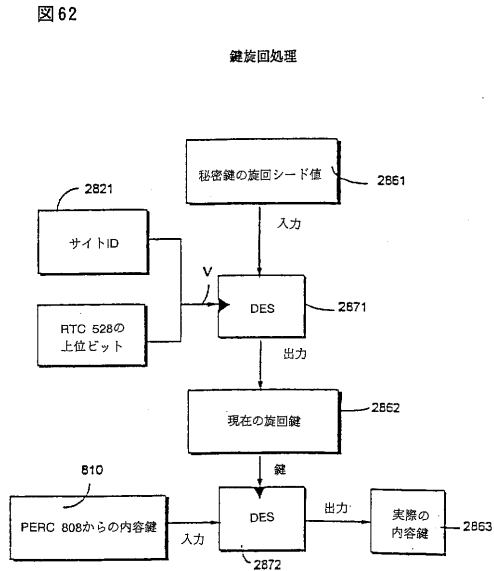 図62
鍵旋回処理
秘密鍵の旋回シード値
2861
2821
入力
サイトID
V
DES
2871
RTC 528の
上位ビット
出力
現在の旋回鍵
2862
鍵
810
PERC 808からの内容鍵
入力
DES
出力
実際の
内容鍵
2863
2872